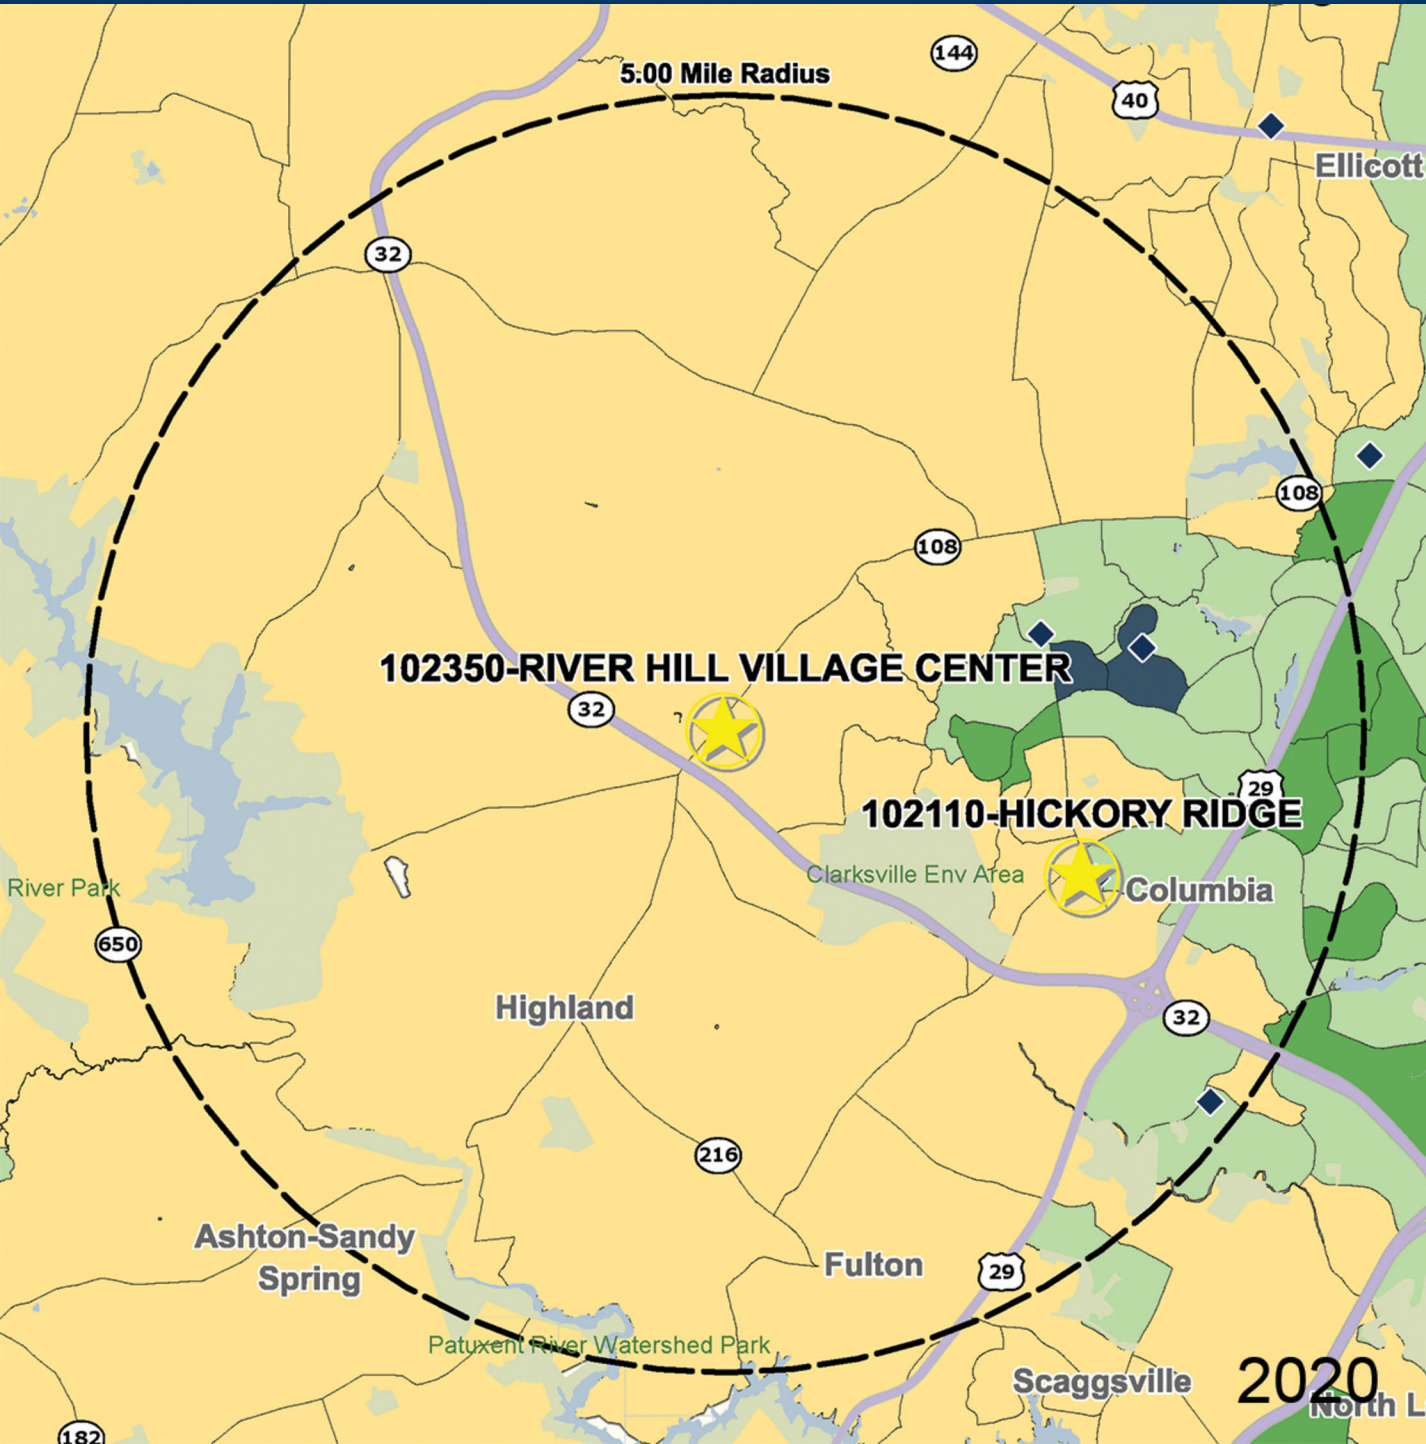 144
5.00 Mile Radius
40
Ellicott
32
108
108
102350-RIVER HILL VILLAGE CENTER
32
29
102110-HICKORY RIDGE
Clarksville Env Area
River Park
Columbia
650
Highland
32
216
Ashton-Sandy
Spring
Fulton
29
Patuxent River Watershed Park
Scaggsville
2020
North L
182